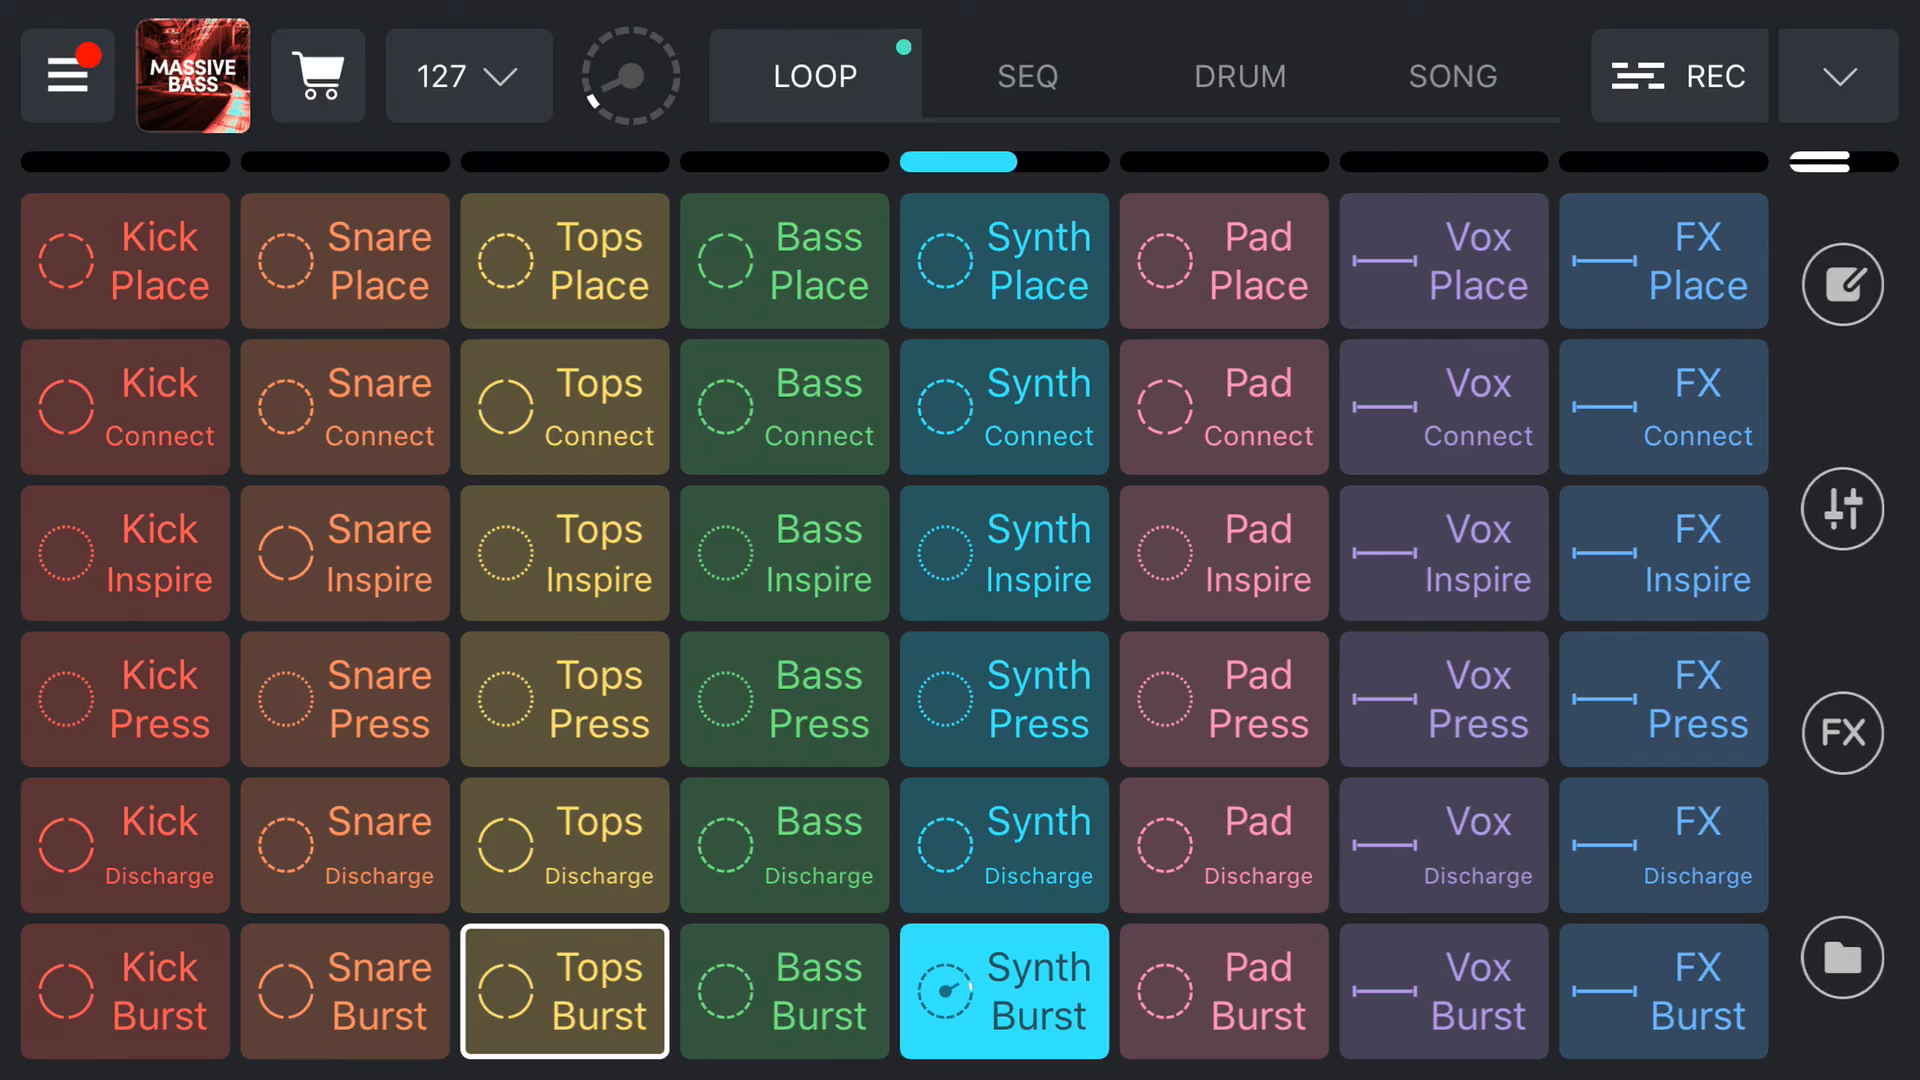 MASSIVE
BASS
127
LOOP
SEQ
DRUM
SONG
REC
Kick
Place
Snare
Place
Tops
Place
Bass
Place
Synth
Place
Pad
Place
Vox
Place
FX
Place
Kick
Connect
Snare
Connect
Tops
Connect
Bass
Connect
Synth
Connect
Pad
Connect
Vox
Connect
FX
Connect
Kick
Inspire
Snare
Inspire
Tops
Inspire
Bass
Inspire
Synth
Inspire
Pad
Inspire
Vox
Inspire
FX
Inspire
Kick
Press
Snare
Press
Tops
Press
Bass
Press
Synth
Press
Pad
Press
Vox
Press
FX
Press
FX
Kick
Discharge
Snare
Discharge
Tops
Discharge
Bass
Discharge
Synth
Discharge
Pad
Discharge
Vox
Discharge
FX
Discharge
Kick
Burst
Snare
Burst
Tops
Burst
Bass
Burst
Synth
Burst
Pad
Burst
Vox
Burst
FX
Burst